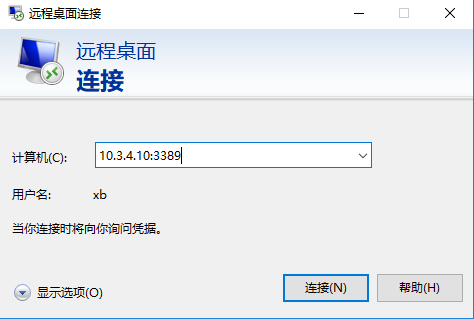 远程桌面连接
远程桌面
连接
计算机(C): 10.3.4.10:3389
用户名: xb
当你连接时将向你询问凭据。
显示选项(O) 连接(N) 帮助(H)